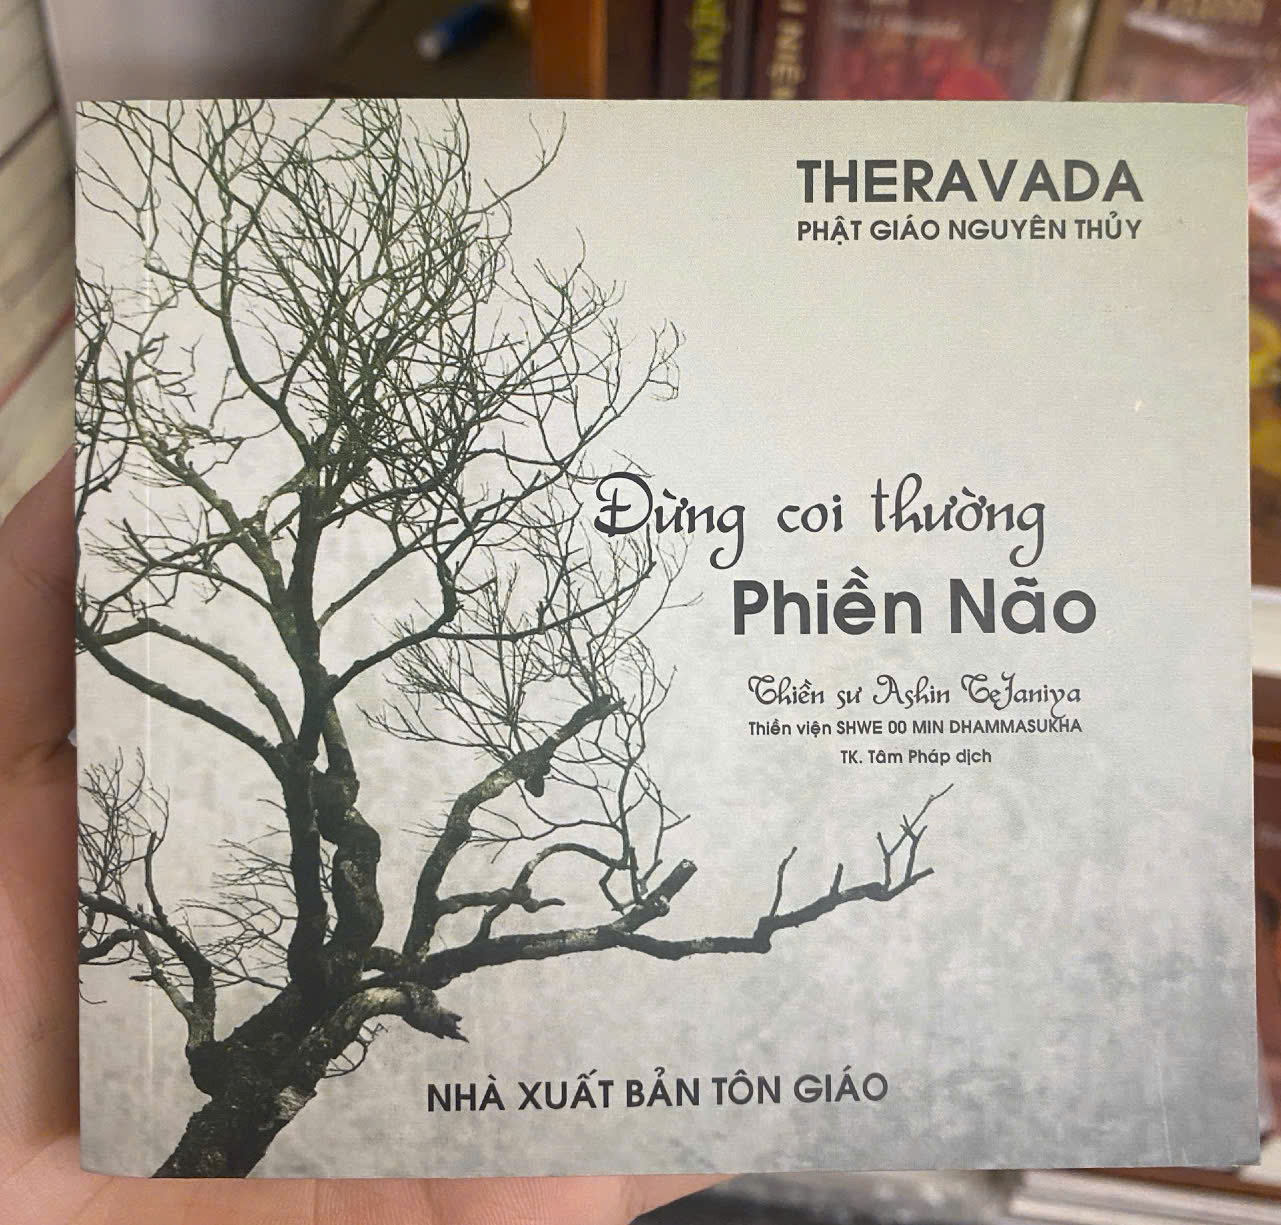 THERAVADA
PHẬT GIÁO NGUYÊN THỦY
Đừng coi thường
Phiền Não
Thiền sư Ashin TeJaniya
Thiền viện SHWE OO MIN DHAMMASUKHA
TK. Tâm Pháp dịch
NHÀ XUẤT BẢN TÔN GIÁO